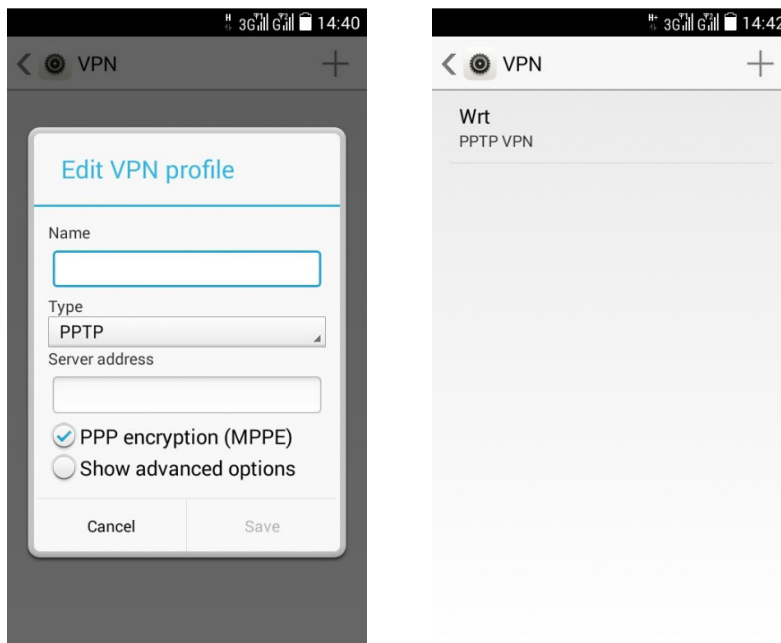 H 3G G 14:40
VPN
Edit VPN profile
Name
Type
PPTP
Server address
PPP encryption (MPPE)
Show advanced options
Cancel Save
H+ 3G G 14:42
VPN
Wrt
PPTP VPN